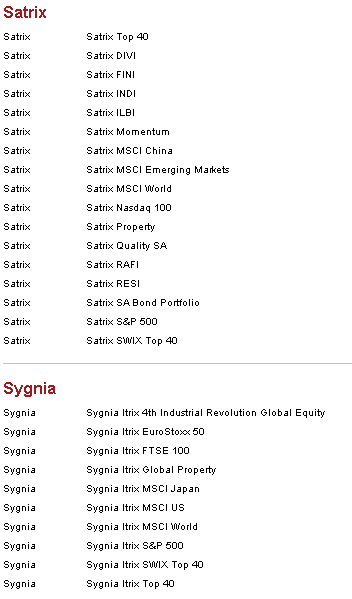 Satrix
Satrix Satrix Top 40
Satrix Satrix DIVI
Satrix Satrix FINI
Satrix Satrix INDI
Satrix Satrix ILBI
Satrix Satrix Momentum
Satrix Satrix MSCI China
Satrix Satrix MSCI Emerging Markets
Satrix Satrix MSCI World
Satrix Satrix Nasdaq 100
Satrix Satrix Property
Satrix Satrix Quality SA
Satrix Satrix RAFI
Satrix Satrix RESI
Satrix Satrix SA Bond Portfolio
Satrix Satrix S&P 500
Satrix Satrix SWIX Top 40
Sygnia
Sygnia Sygnia Itrix 4th Industrial Revolution Global Equity
Sygnia Sygnia Itrix EuroStoxx 50
Sygnia Sygnia Itrix FTSE 100
Sygnia Sygnia Itrix Global Property
Sygnia Sygnia Itrix MSCI Japan
Sygnia Sygnia Itrix MSCI US
Sygnia Sygnia Itrix MSCI World
Sygnia Sygnia Itrix S&P 500
Sygnia Sygnia Itrix SWIX Top 40
Sygnia Sygnia Itrix Top 40